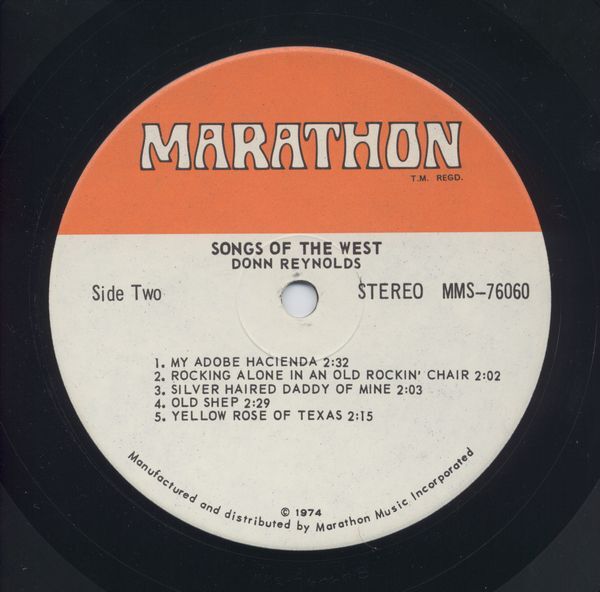 MARATHON
T.M. REGD.
SONGS OF THE WEST
DONN REYNOLDS
Side Two
STEREO MMS-76060
1. MY ADOBE HACIENDA 2:32
2. ROCKING ALONE IN AN OLD ROCKIN' CHAIR 2:02
3. SILVER HAIRED DADDY OF MINE 2:03
4. OLD SHEP 2:29
5. YELLOW ROSE OF TEXAS 2:15
© 1974
Manufactured and distributed by Marathon Music Incorporated